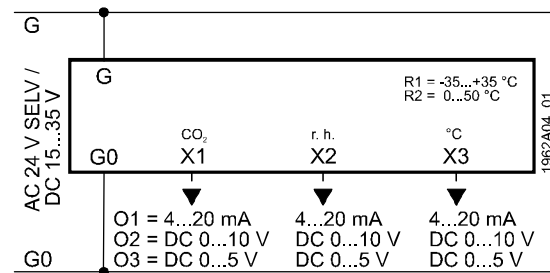 G
AC 24 V SELV /
DC 15...35 V
G
R1 = -35...+35 °C
R2 = 0...50 °C
CO₂ r. h. °C
G0 X1 X2 X3
1962A04_01
O1 = 4...20 mA 4...20 mA 4...20 mA
O2 = DC 0...10 V DC 0...10 V DC 0...10 V
O3 = DC 0...5 V DC 0...5 V DC 0...5 V
G0